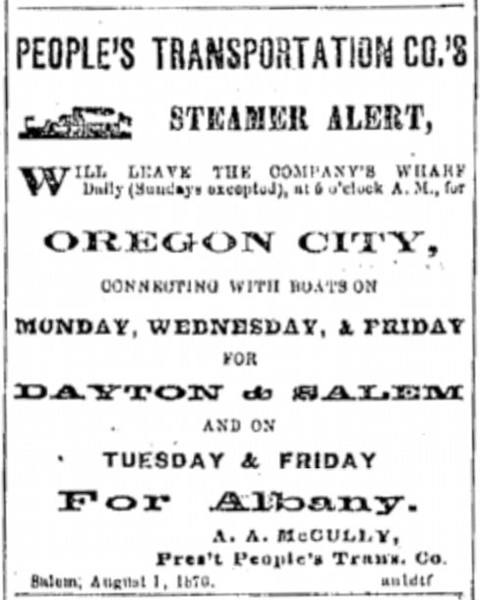 PEOPLE'S TRANSPORTATION CO.'S
STEAMER ALERT,
WILL LEAVE THE COMPANY'S WHARF
Daily (Sundays excepted), at 6 o'clock A. M., for
OREGON CITY,
CONNECTING WITH BOATS ON
MONDAY, WEDNESDAY, & FRIDAY
FOR
DAYTON & SALEM
AND ON
TUESDAY & FRIDAY
For Albany.
A. A. McCULLY,
Pres't People's Trans. Co.
Salem, August 1, 1870. au1dtf